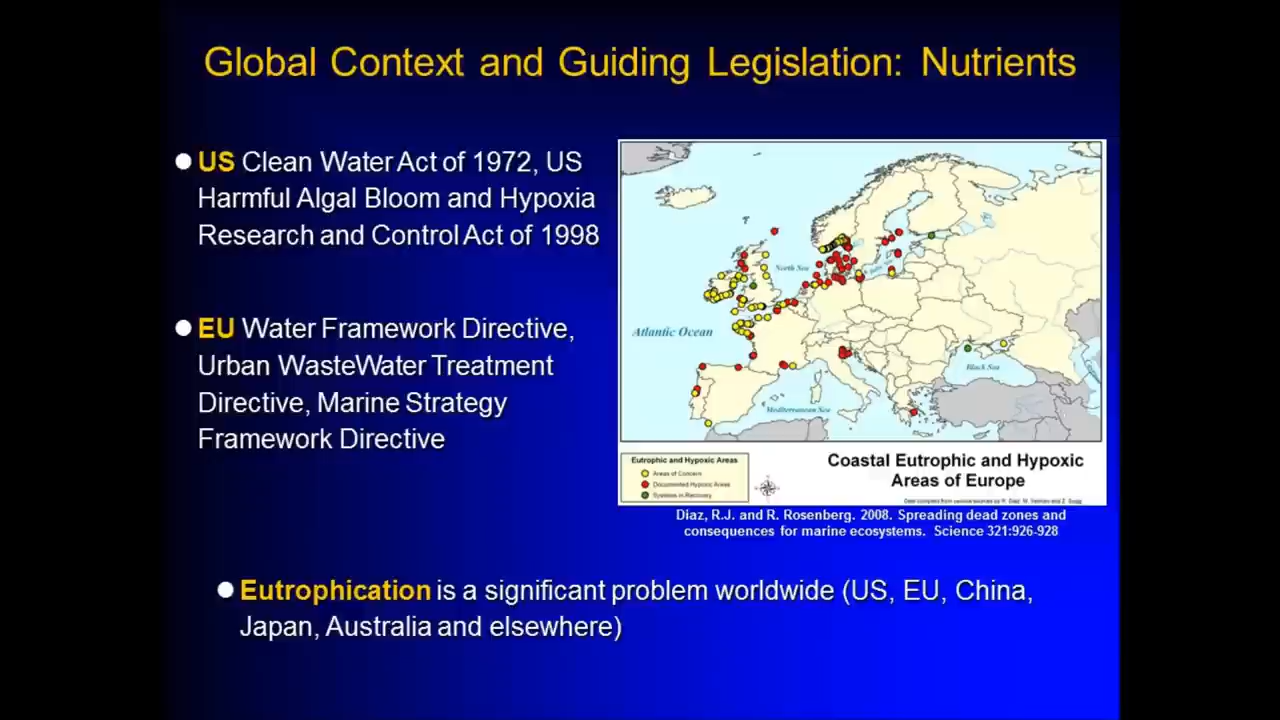 Global Context and Guiding Legislation: Nutrients
US Clean Water Act of 1972, US
Harmful Algal Bloom and Hypoxia
Research and Control Act of 1998
EU Water Framework Directive,
Urban WasteWater Treatment
Directive, Marine Strategy
Framework Directive
North Sea
Atlantic Ocean
Black Sea
Mediterranean Sea
Eutrophic and Hypoxic Areas
Areas of Concern
Documented Hypoxic Areas
Systems in Recovery
Coastal Eutrophic and Hypoxic
Areas of Europe
Diaz, R.J. and R. Rosenberg. 2008. Spreading dead zones and
consequences for marine ecosystems. Science 321:926-928
Eutrophication is a significant problem worldwide (US, EU, China,
Japan, Australia and elsewhere)